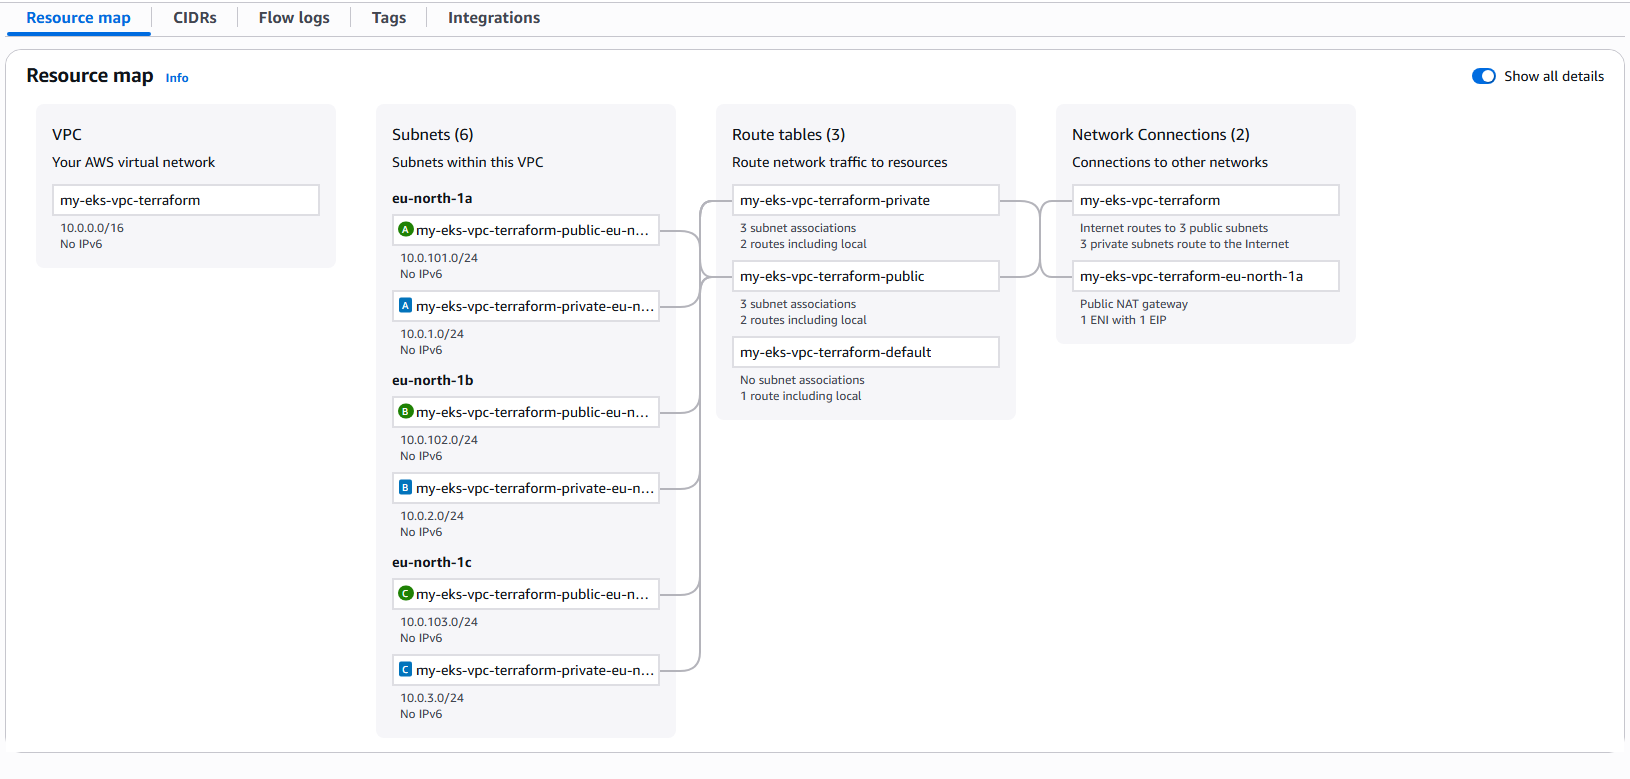 Resource map
CIDRs
Flow logs
Tags
Integrations
Resource map Info
Show all details
VPC
Your AWS virtual network
my-eks-vpc-terraform
10.0.0.0/16
No IPv6
Subnets (6)
Subnets within this VPC
eu-north-1a
A my-eks-vpc-terraform-public-eu-n...
10.0.101.0/24
No IPv6
A my-eks-vpc-terraform-private-eu-n...
10.0.1.0/24
No IPv6
eu-north-1b
B my-eks-vpc-terraform-public-eu-n...
10.0.102.0/24
No IPv6
B my-eks-vpc-terraform-private-eu-n...
10.0.2.0/24
No IPv6
eu-north-1c
C my-eks-vpc-terraform-public-eu-n...
10.0.103.0/24
No IPv6
C my-eks-vpc-terraform-private-eu-n...
10.0.3.0/24
No IPv6
Route tables (3)
Route network traffic to resources
my-eks-vpc-terraform-private
3 subnet associations
2 routes including local
my-eks-vpc-terraform-public
3 subnet associations
2 routes including local
my-eks-vpc-terraform-default
No subnet associations
1 route including local
Network Connections (2)
Connections to other networks
my-eks-vpc-terraform
Internet routes to 3 public subnets
3 private subnets route to the Internet
my-eks-vpc-terraform-eu-north-1a
Public NAT gateway
1 ENI with 1 EIP